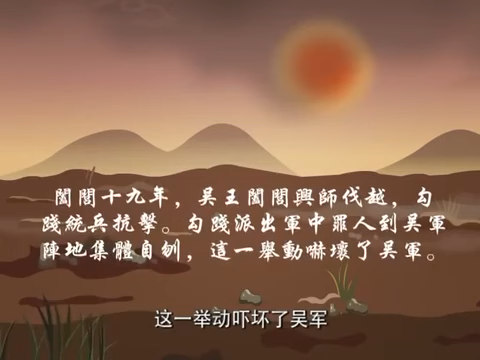 闔閭十九年，吳王闔閭興師伐越，勾
踐統兵抗擊。勾踐派出軍中罪人到吳軍
陣地集體自刎，這一舉動嚇壞了吳軍。
这一举动吓坏了吴军